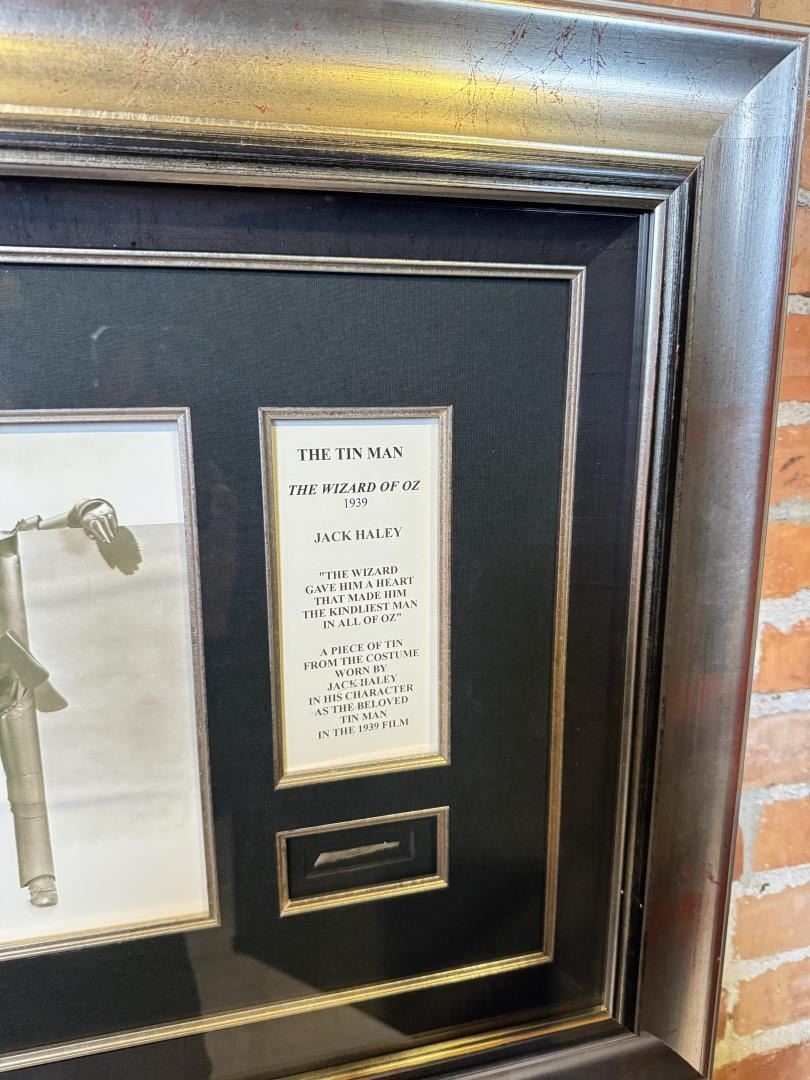 THE TIN MAN
THE WIZARD OF OZ
1939
JACK HALEY
"THE WIZARD
GAVE HIM A HEART
THAT MADE HIM
THE KINDLIEST MAN
IN ALL OF OZ"
A PIECE OF TIN
FROM THE COSTUME
WORN BY
JACK HALEY
IN HIS CHARACTER
AS THE BELOVED
TIN MAN
IN THE 1939 FILM